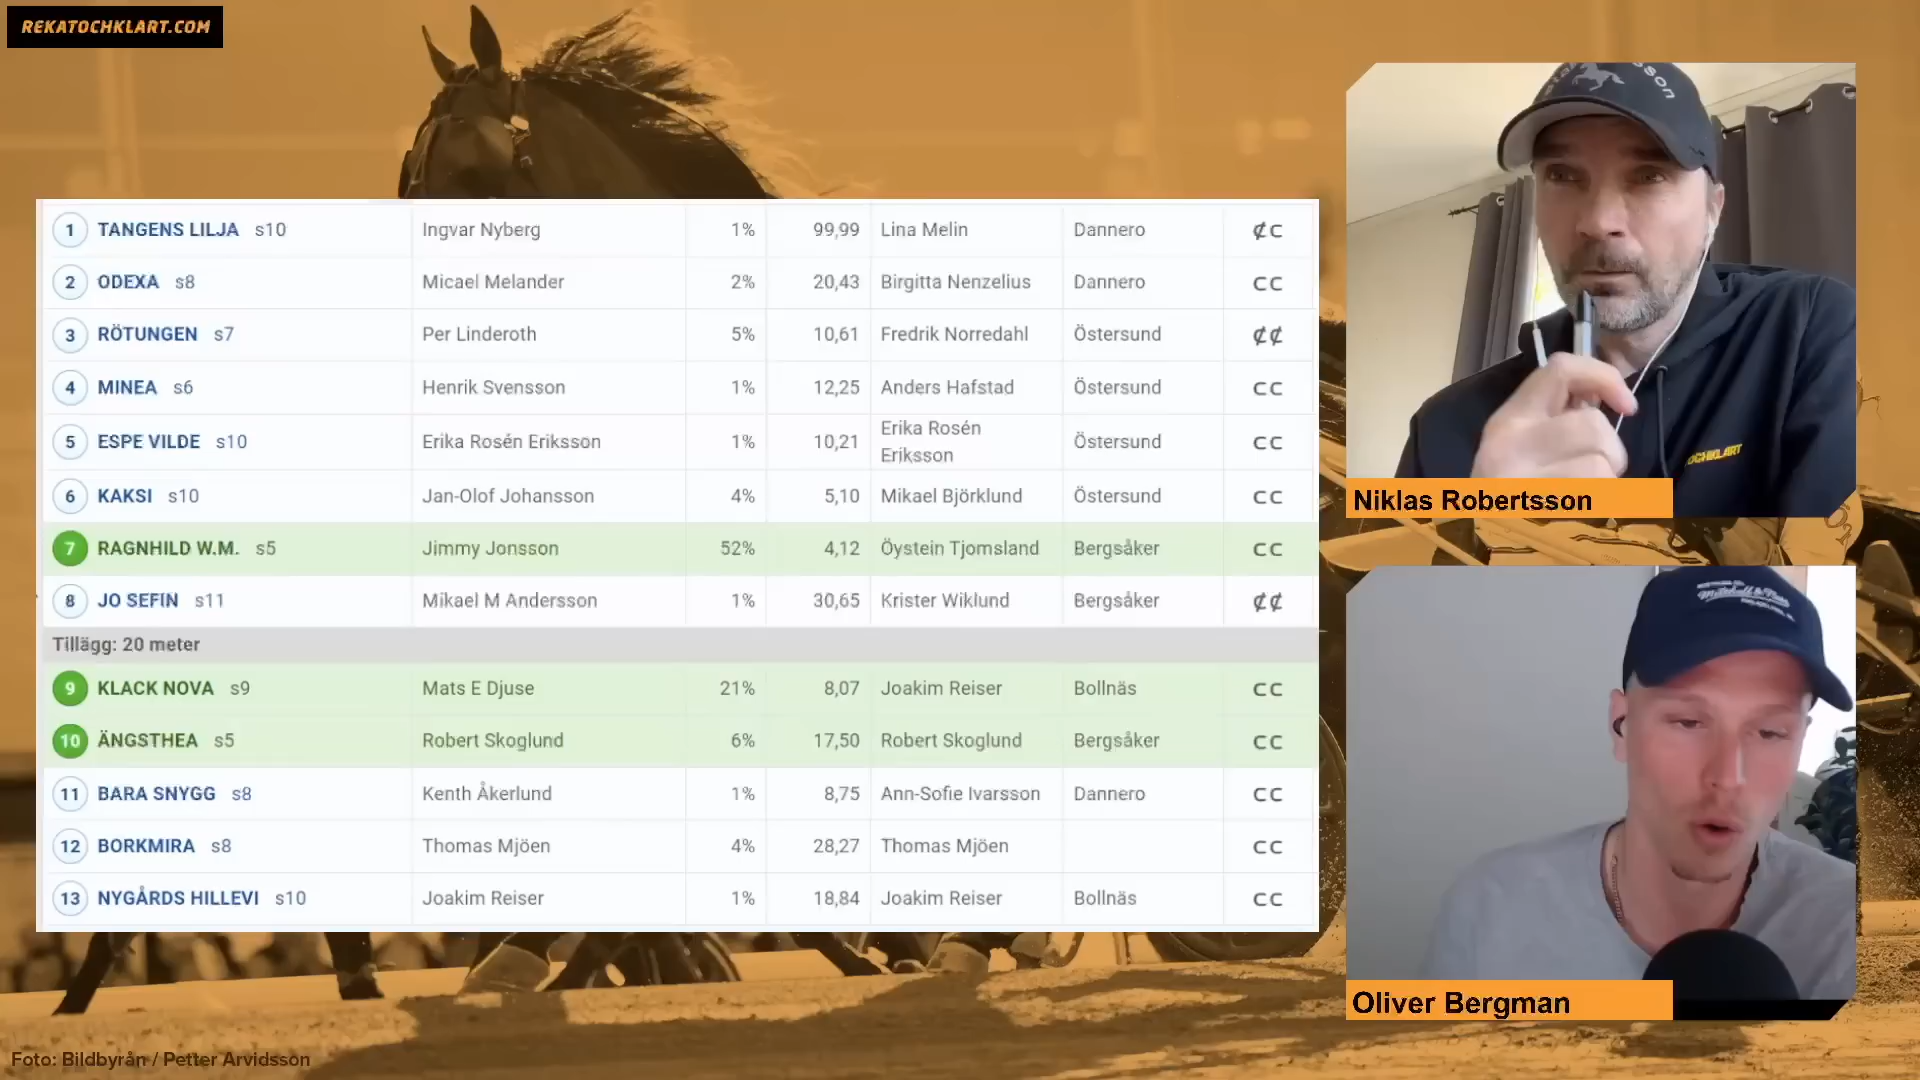 REKATOCHKLART.COM
1 TANGENS LILJA s10 Ingvar Nyberg 1% 99,99 Lina Melin Dannero ₵ C
2 ODEXA s8 Micael Melander 2% 20,43 Birgitta Nenzelius Dannero C C
3 RÖTUNGEN s7 Per Linderoth 5% 10,61 Fredrik Norredahl Östersund ₵ ₵
4 MINEA s6 Henrik Svensson 1% 12,25 Anders Hafstad Östersund C C
5 ESPE VILDE s10 Erika Rosén Eriksson 1% 10,21 Erika Rosén Eriksson Östersund C C
6 KAKSI s10 Jan-Olof Johansson 4% 5,10 Mikael Björklund Östersund C C
7 RAGNHILD W.M. s5 Jimmy Jonsson 52% 4,12 Öystein Tjomsland Bergsåker C C
8 JO SEFIN s11 Mikael M Andersson 1% 30,65 Krister Wiklund Bergsåker ₵ ₵
Tillägg: 20 meter
9 KLACK NOVA s9 Mats E Djuse 21% 8,07 Joakim Reiser Bollnäs C C
10 ÄNGSTHEA s5 Robert Skoglund 6% 17,50 Robert Skoglund Bergsåker C C
11 BARA SNYGG s8 Kenth Åkerlund 1% 8,75 Ann-Sofie Ivarsson Dannero C C
12 BORKMIRA s8 Thomas Mjöen 4% 28,27 Thomas Mjöen C C
13 NYGÅRDS HILLEVI s10 Joakim Reiser 1% 18,84 Joakim Reiser Bollnäs C C
Niklas Robertsson
Oliver Bergman
Foto: Bildbyrån / Petter Arvidsson